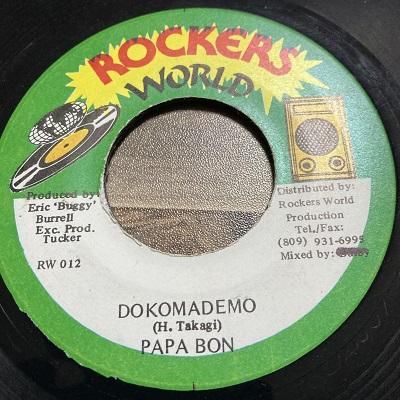 ROCKERS
WORLD
Produced by:
Eric 'Buggy'
Burrell
Exc. Prod.
Tucker
RW 012
Distributed by:
Rockers World
Production
Tel./Fax:
(809) 931-6995
Mixed by:
DOKOMADEMO
(H. Takagi)
PAPA BON